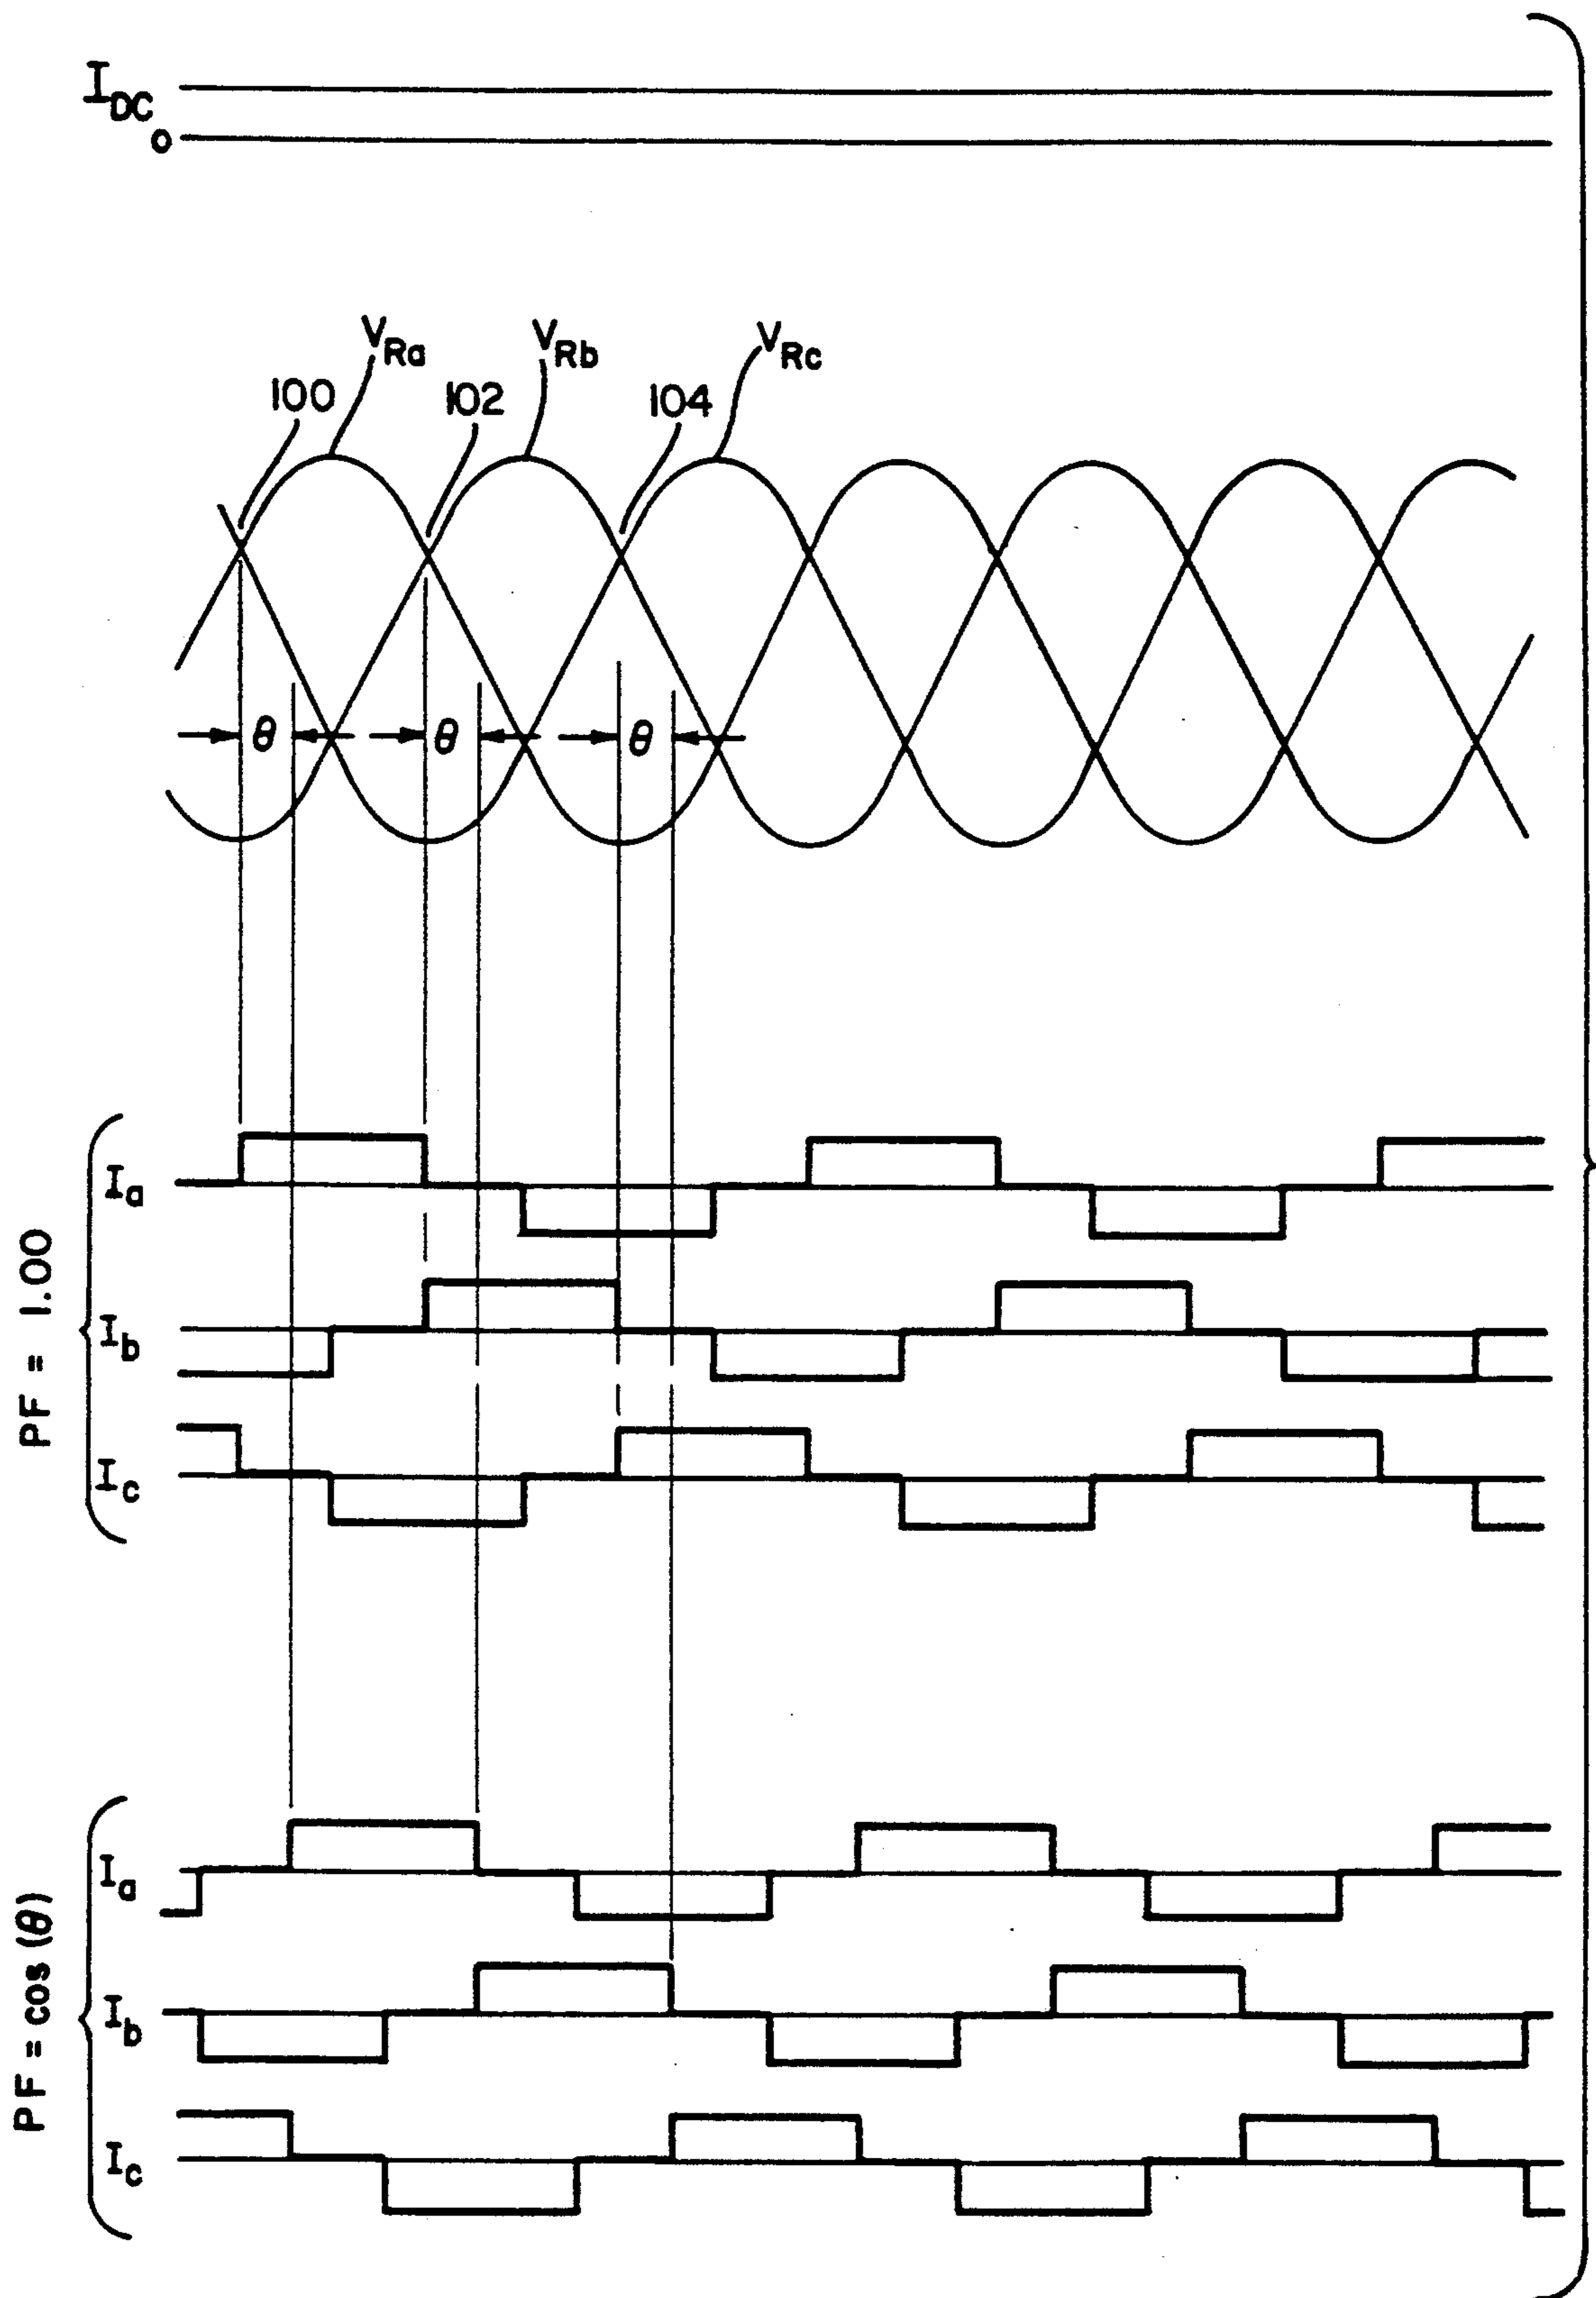 I_DC
0
V_Ra
V_Rb
V_Rc
100
102
104
θ
θ
θ
PF = 1.00
I_a
I_b
I_c
PF = cos (θ)
I_a
I_b
I_c